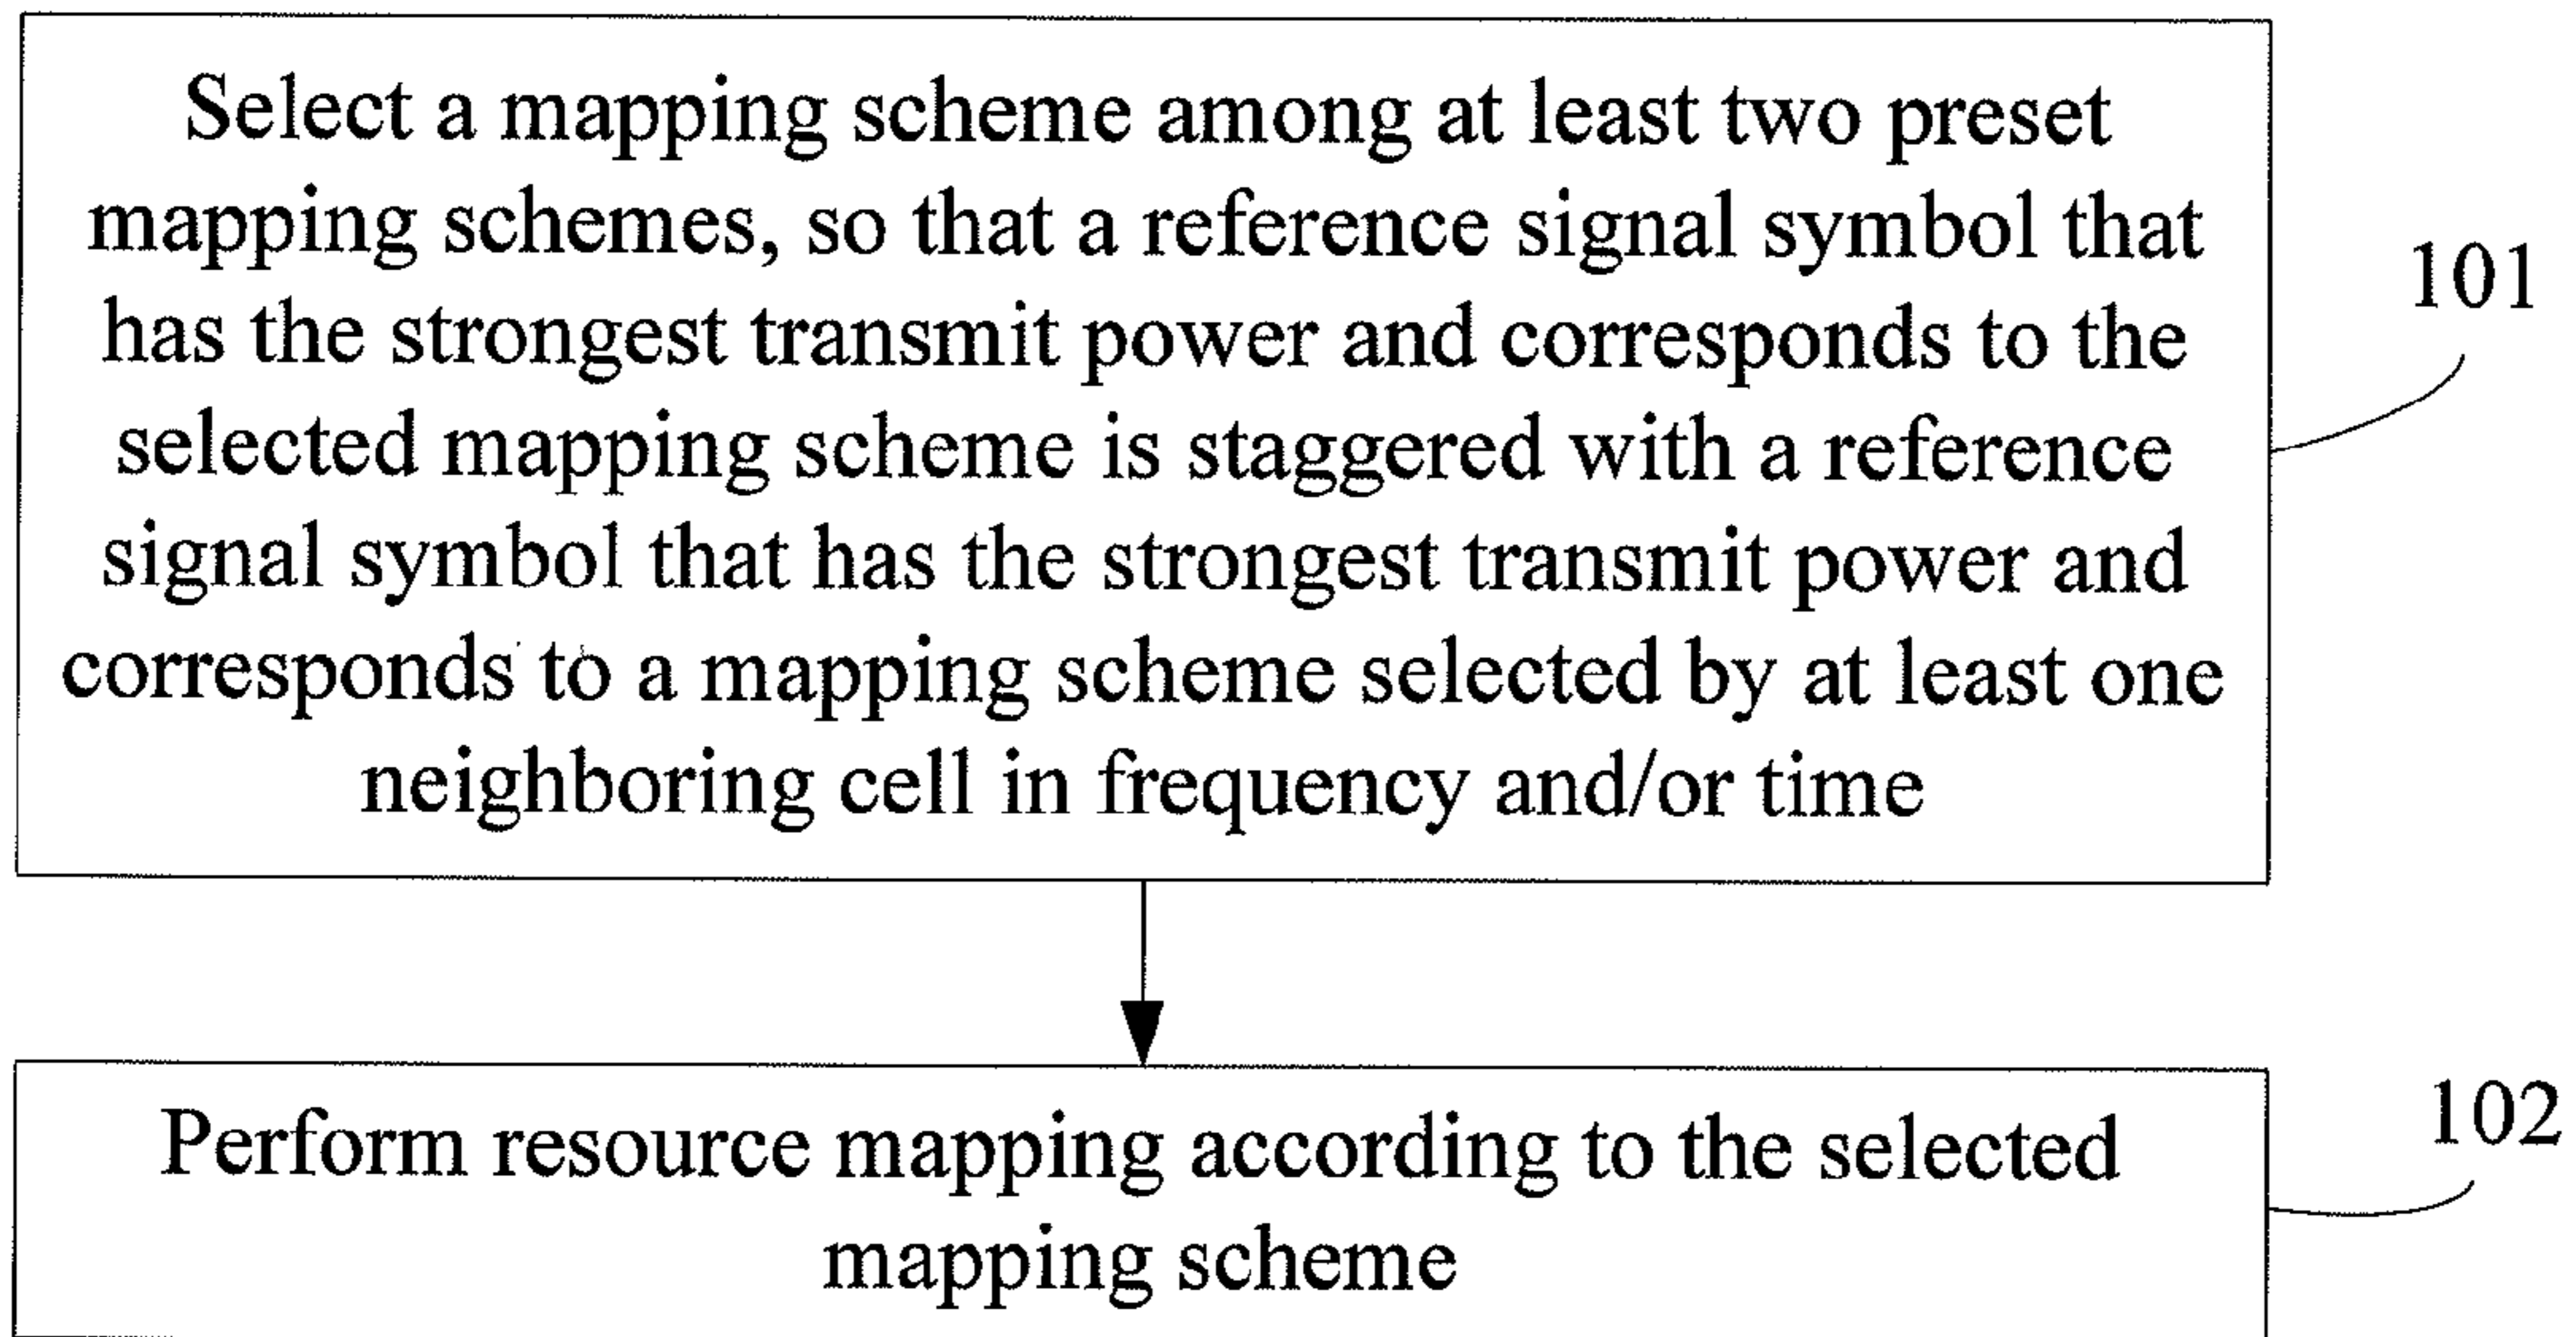 Select a mapping scheme among at least two preset
mapping schemes, so that a reference signal symbol that
has the strongest transmit power and corresponds to the
selected mapping scheme is staggered with a reference
signal symbol that has the strongest transmit power and
corresponds to a mapping scheme selected by at least one
neighboring cell in frequency and/or time
101
Perform resource mapping according to the selected
mapping scheme
102